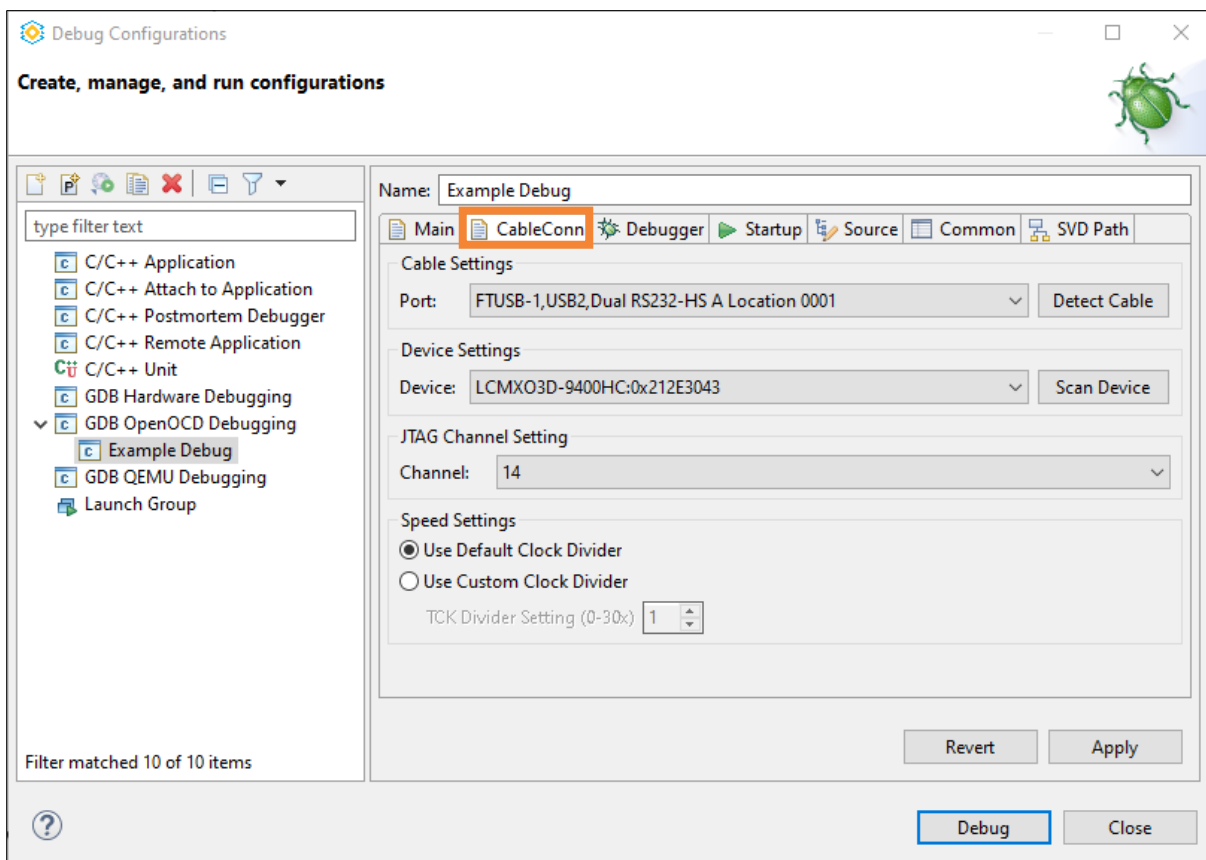 Debug Configurations
Create, manage, and run configurations
type filter text
C/C++ Application
C/C++ Attach to Application
C/C++ Postmortem Debugger
C/C++ Remote Application
C/C++ Unit
GDB Hardware Debugging
GDB OpenOCD Debugging
Example Debug
GDB QEMU Debugging
Launch Group
Filter matched 10 of 10 items
Name: Example Debug
Main CableConn Debugger Startup Source Common SVD Path
Cable Settings
Port: FTUSB-1,USB2,Dual RS232-HS A Location 0001 Detect Cable
Device Settings
Device: LCMXO3D-9400HC:0x212E3043 Scan Device
JTAG Channel Setting
Channel: 14
Speed Settings
Use Default Clock Divider
Use Custom Clock Divider
TCK Divider Setting (0-30x) 1
Revert Apply
Debug Close